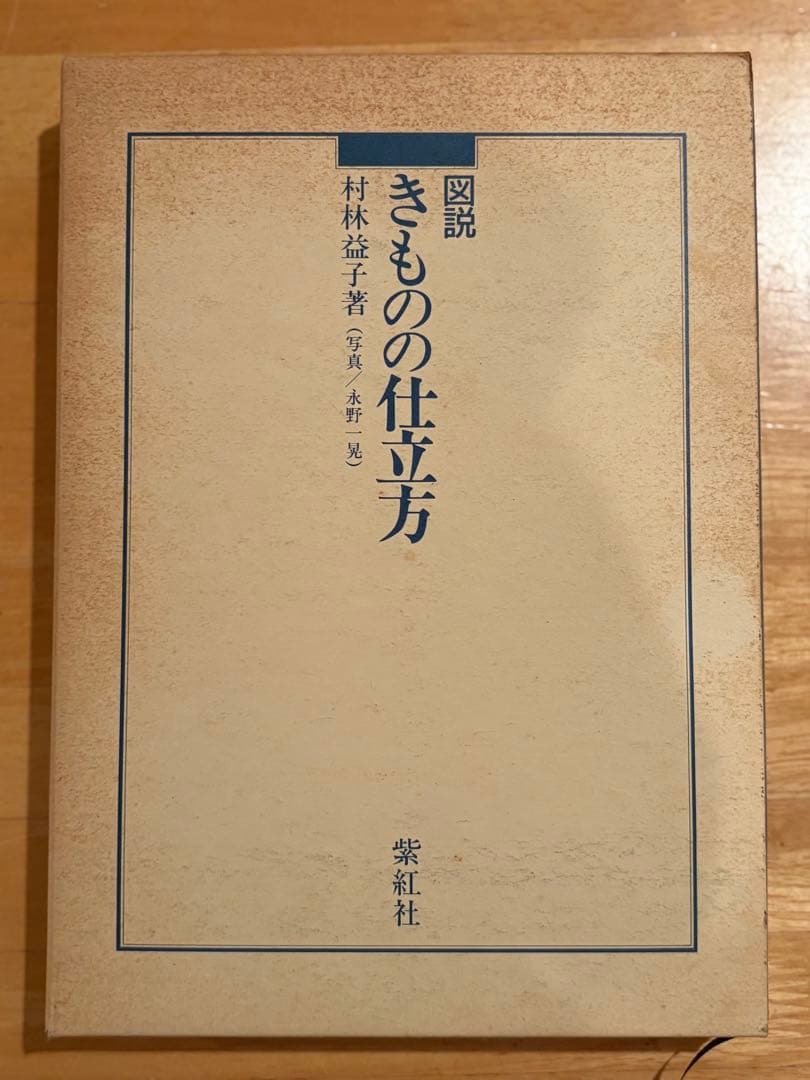 図説
きものの仕立方
村林益子著(写真/永野一晃)
紫紅社